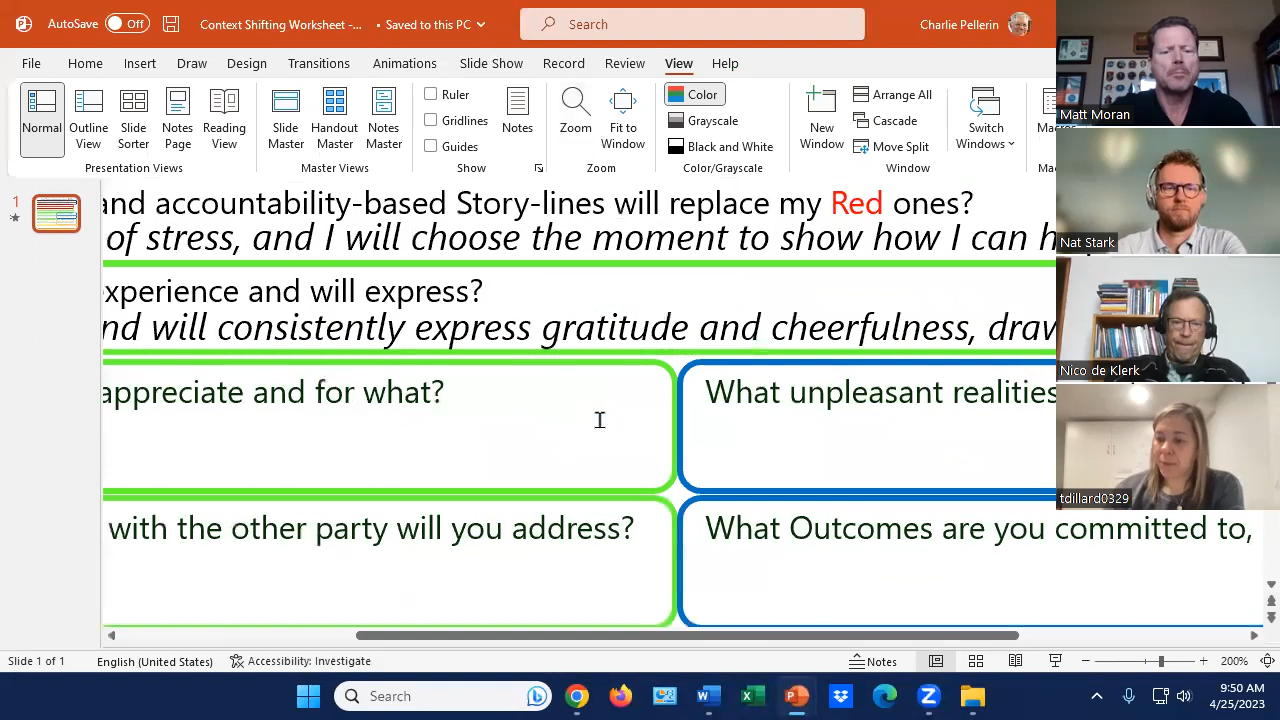 AutoSave Off Context Shifting Worksheet -... • Saved to this PC Search Charlie Pellerin
File Home Insert Draw Design Transitions Animations Slide Show Record Review View Help
Normal Outline View Slide Sorter Notes Page Reading View
Presentation Views
Slide Master Handout Master Notes Master
Master Views
Ruler
Gridlines
Guides
Show
Notes
Zoom Fit to Window
Zoom
Color
Grayscale
Black and White
Color/Grayscale
New Window
Arrange All
Cascade
Move Split
Window
Switch Windows
Matt Moran
Nat Stark
Nico de Klerk
tdillard0329
1
and accountability-based Story-lines will replace my Red ones?
of stress, and I will choose the moment to show how I can h
xperience and will express?
nd will consistently express gratitude and cheerfulness, draw
appreciate and for what?
What unpleasant realities
with the other party will you address?
What Outcomes are you committed to,
Slide 1 of 1 English (United States) Accessibility: Investigate Notes 200%
Search
9:50 AM
4/25/2023